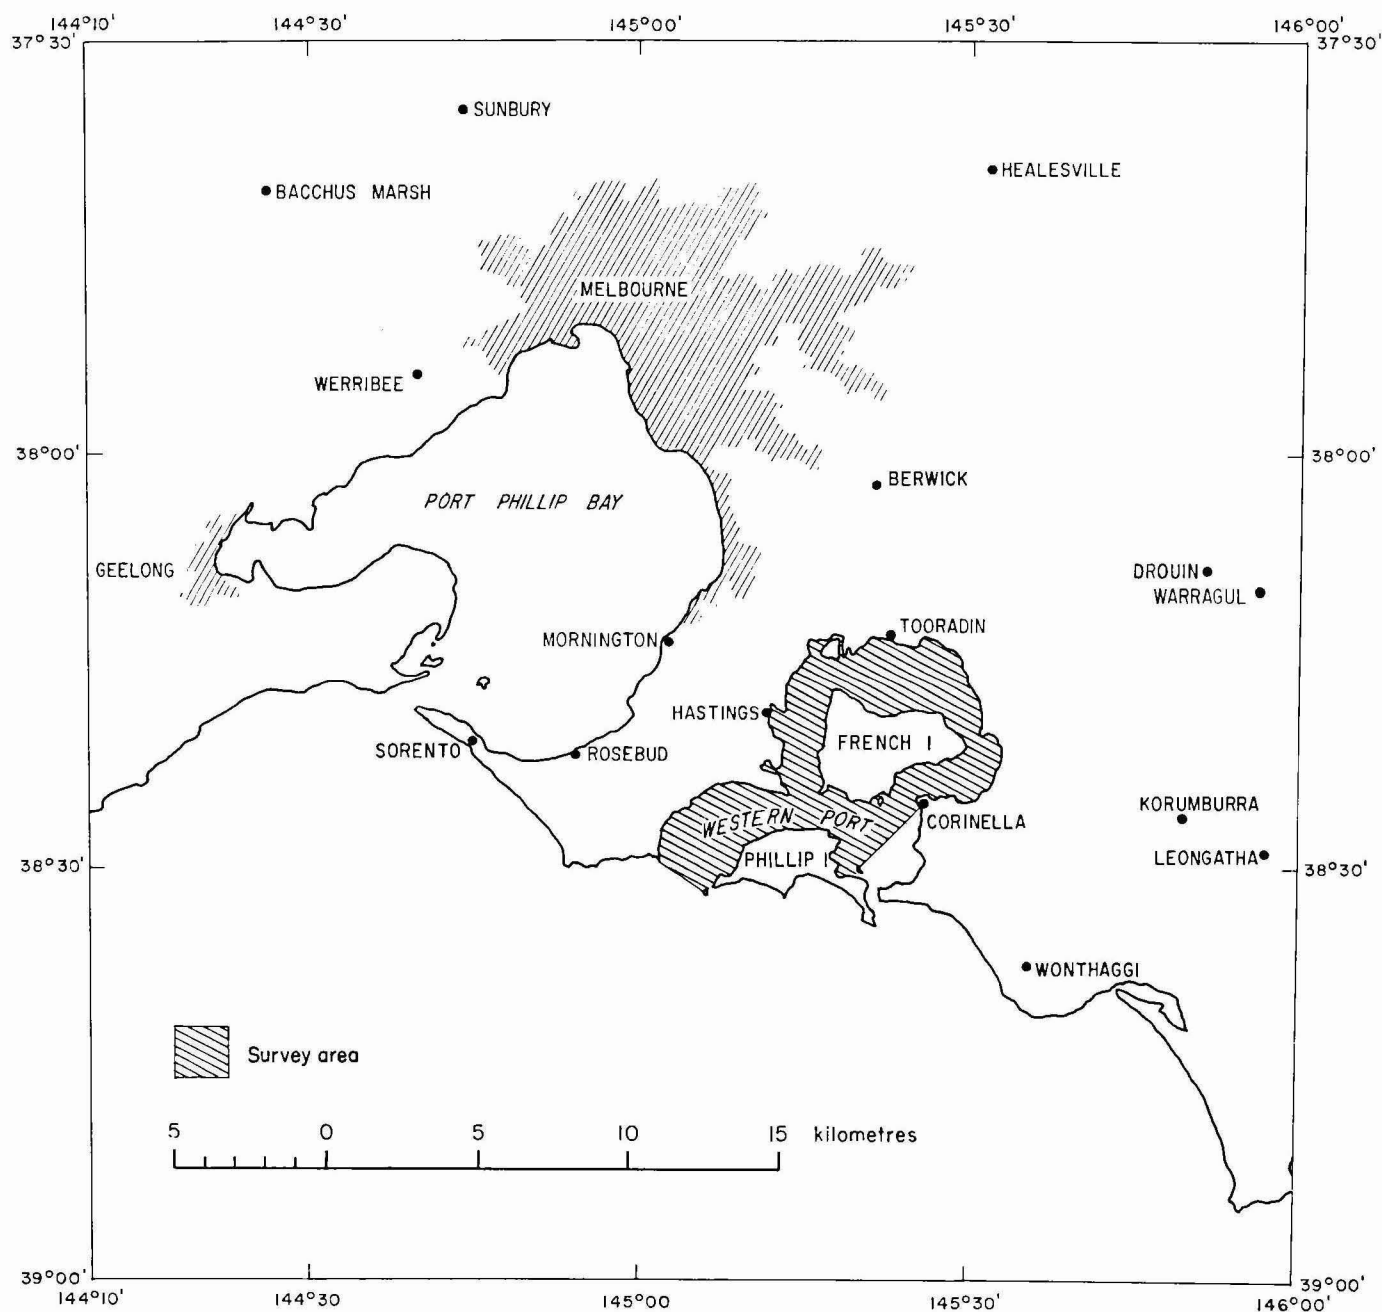 144°10' 144°30' 145°00' 145°30' 146°00'
37°30' 37°30'
SUNBURY
HEALESVILLE
BACCHUS MARSH
MELBOURNE
WERRIBEE
38°00' 38°00'
BERWICK
PORT PHILLIP BAY
GEELONG
DROUIN
WARRAGUL
TOORADIN
MORNINGTON
HASTINGS
FRENCH I
SORENTO
ROSEBUD
KORUMBURRA
WESTERN PORT
CORINELLA
PHILLIP I
LEONGATHA
38°30' 38°30'
WONTHAGGI
Survey area
5 0 5 10 15 kilometres
39°00' 39°00'
144°10' 144°30' 145°00' 145°30' 146°00'